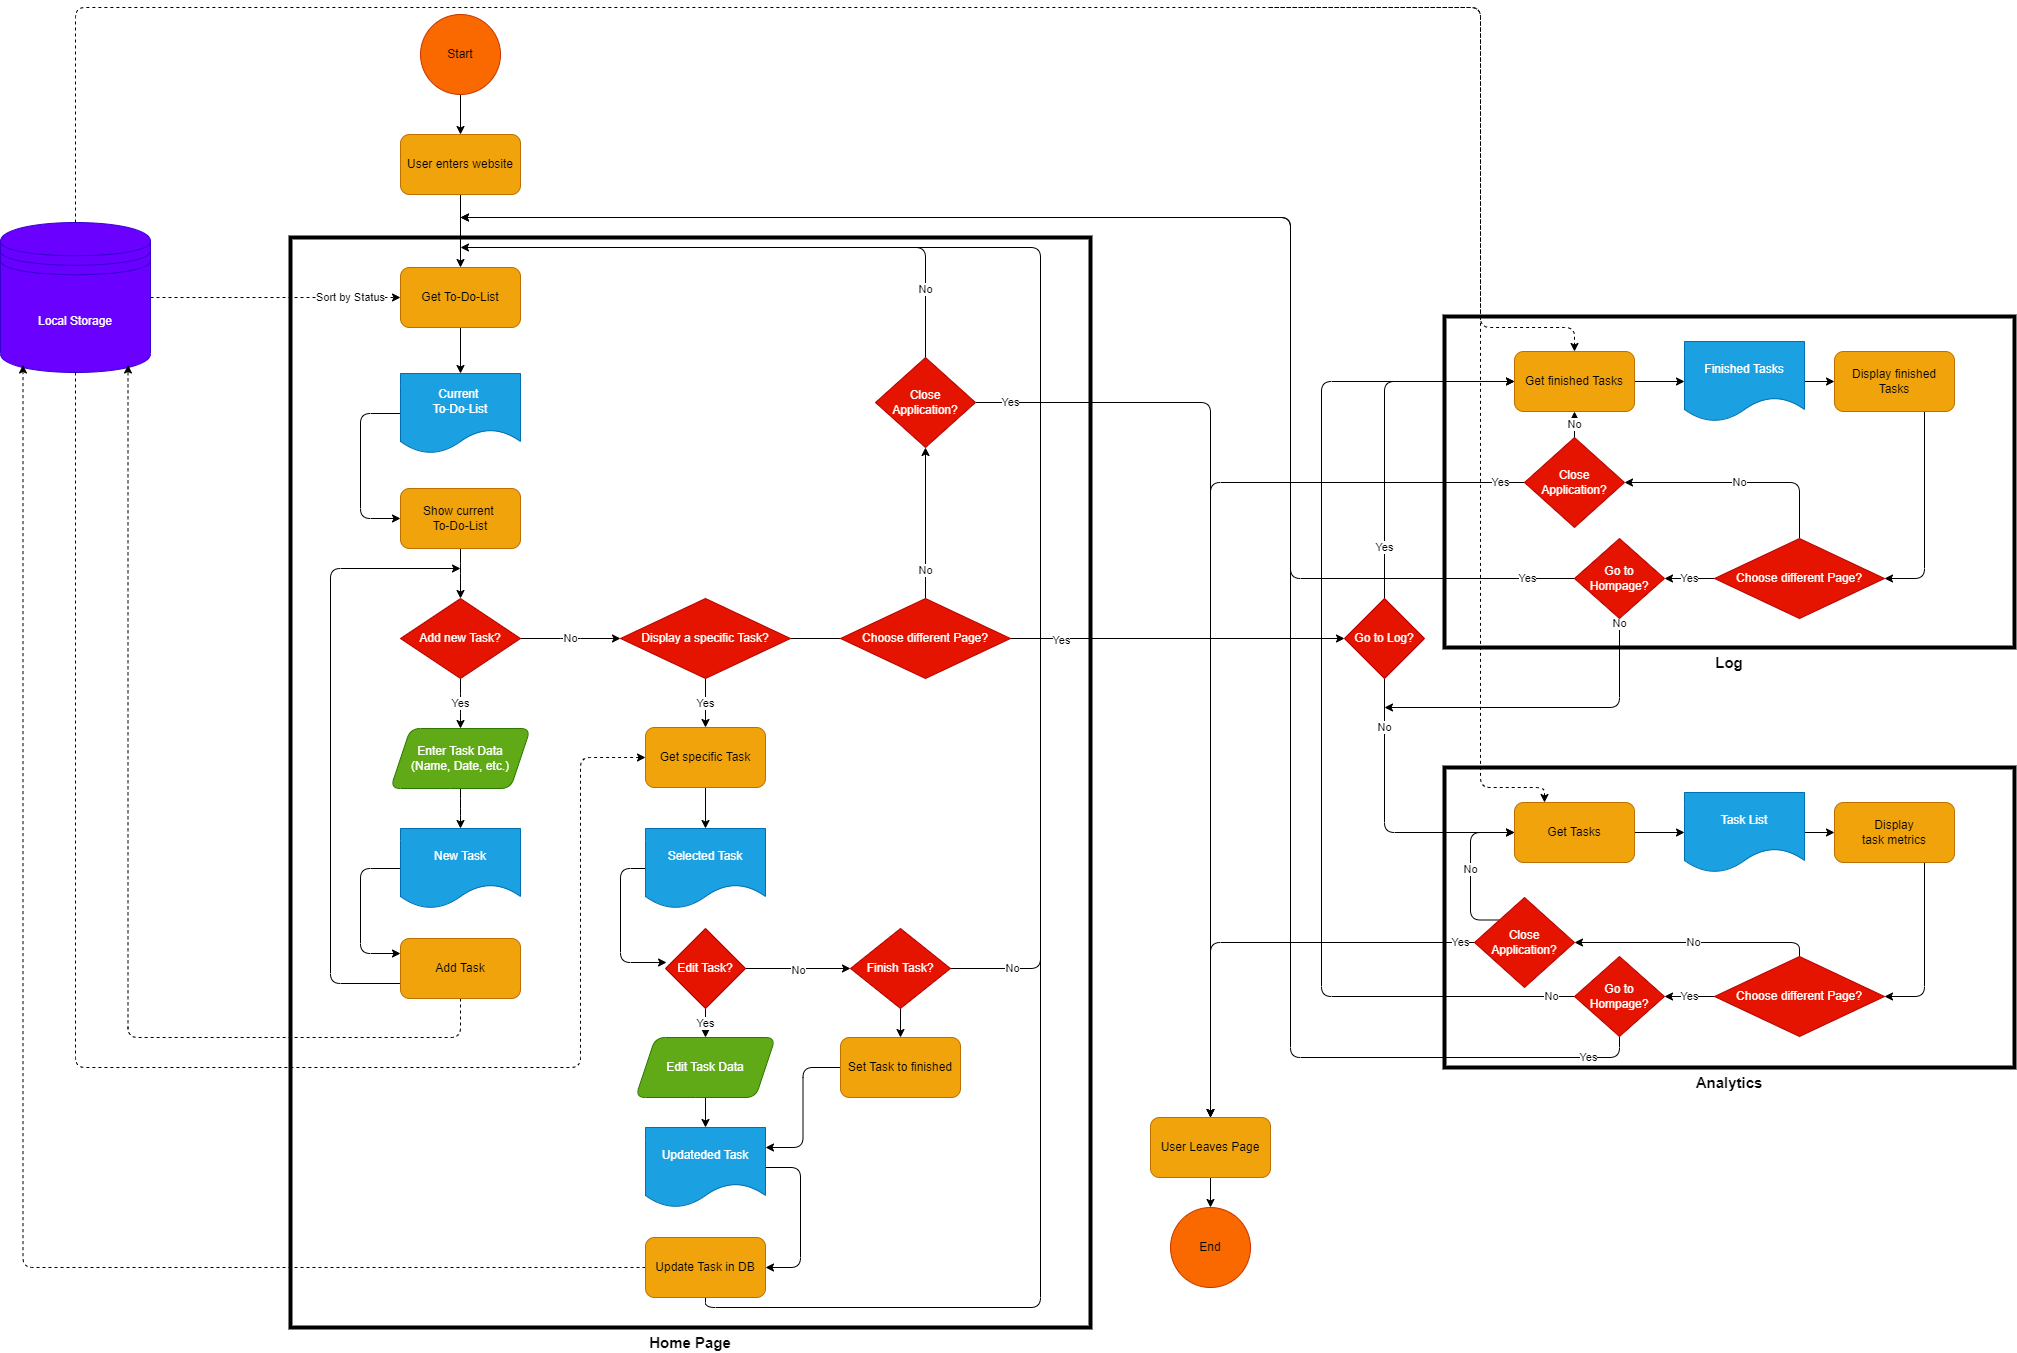 Start
User enters website
Local Storage
Sort by Status
Get To-Do-List
Current
To-Do-List
Show current
To-Do-List
Add new Task?
No
Display a specific Task?
Choose different Page?
Yes
No
Close
Application?
No
Yes
Yes
Enter Task Data
(Name, Date, etc.)
New Task
Add Task
Yes
Get specific Task
Selected Task
Edit Task?
No
Finish Task?
No
Yes
Edit Task Data
Set Task to finished
Updateded Task
Update Task in DB
Home Page
Go to Log?
Yes
No
Get finished Tasks
Finished Tasks
Display finished
Tasks
No
Close
Application?
Yes
No
Choose different Page?
Yes
Go to
Hompage?
Yes
No
Log
Get Tasks
Task List
Display
task metrics
No
Close
Application?
Yes
No
Choose different Page?
Yes
Go to
Hompage?
No
Yes
Analytics
User Leaves Page
End